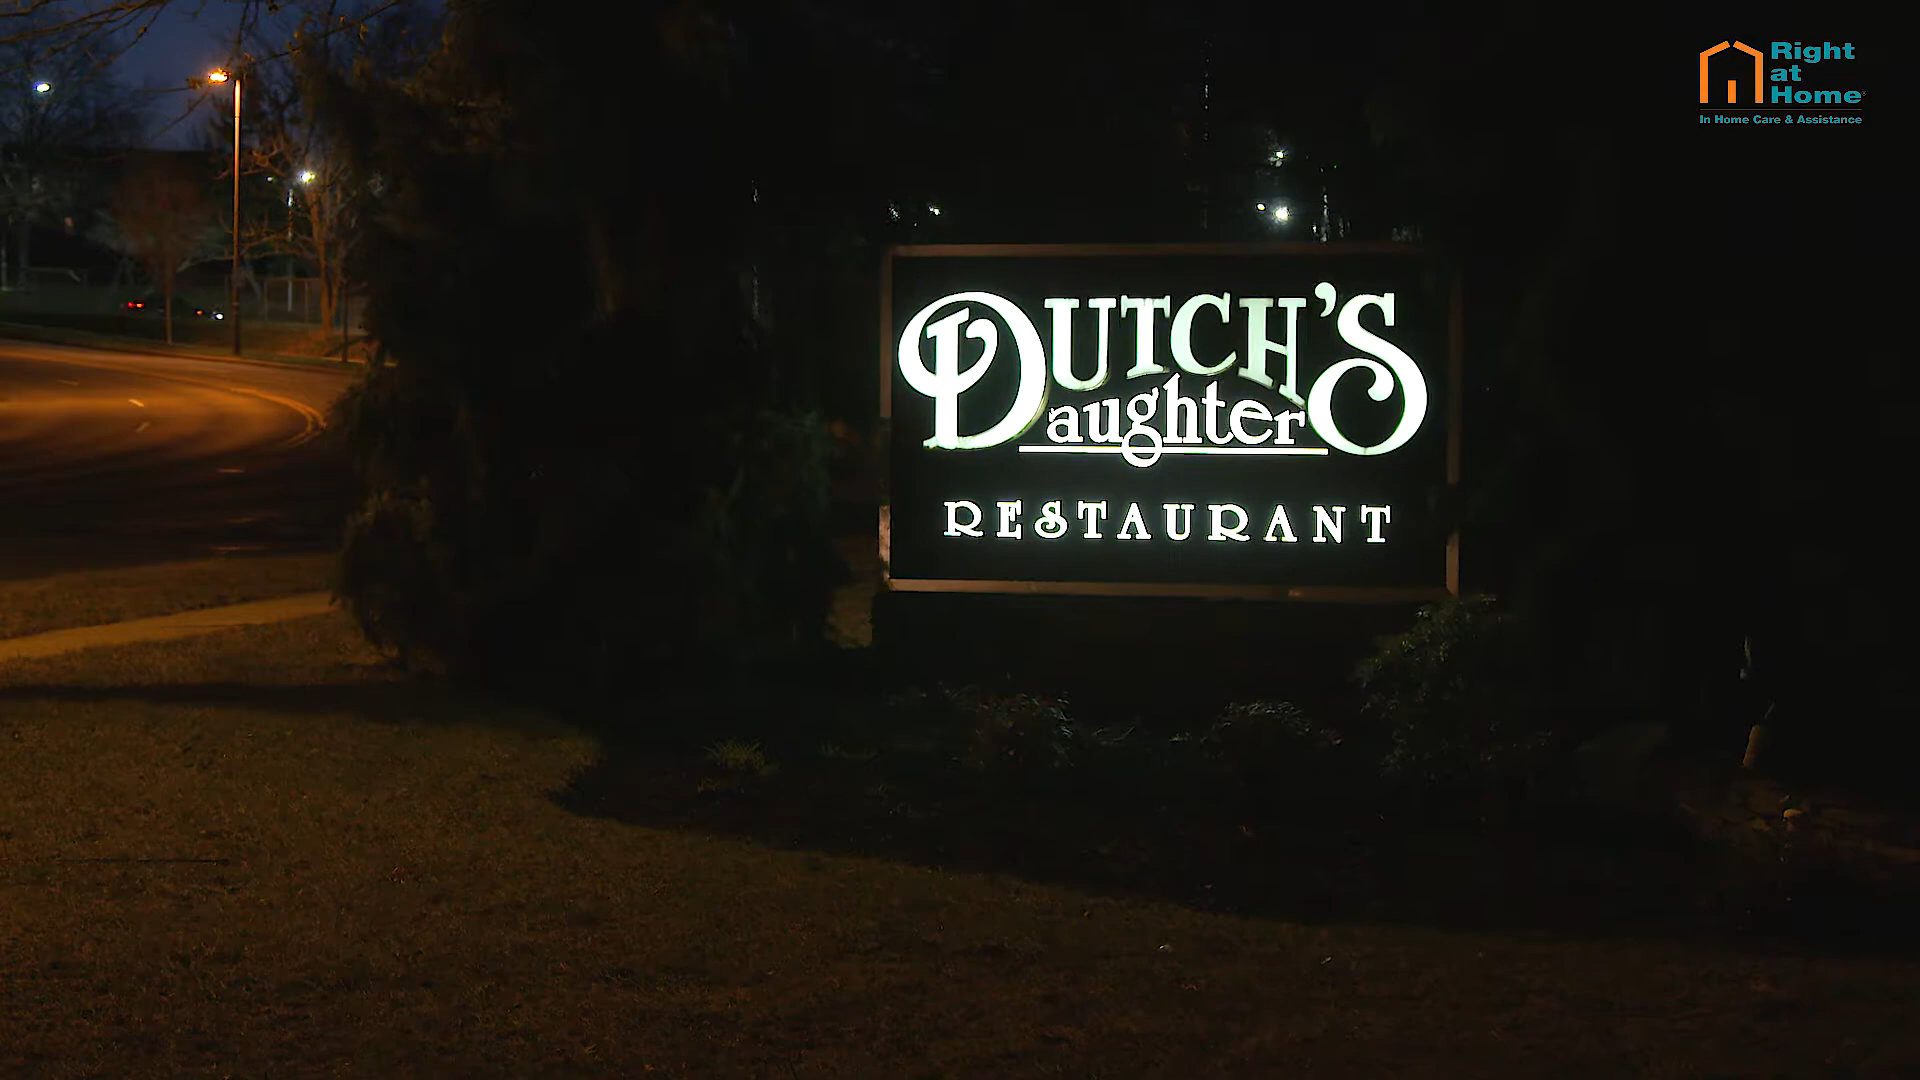 Right
at
Home
In Home Care & Assistance
DUTCH'S
Daughter
RESTAURANT